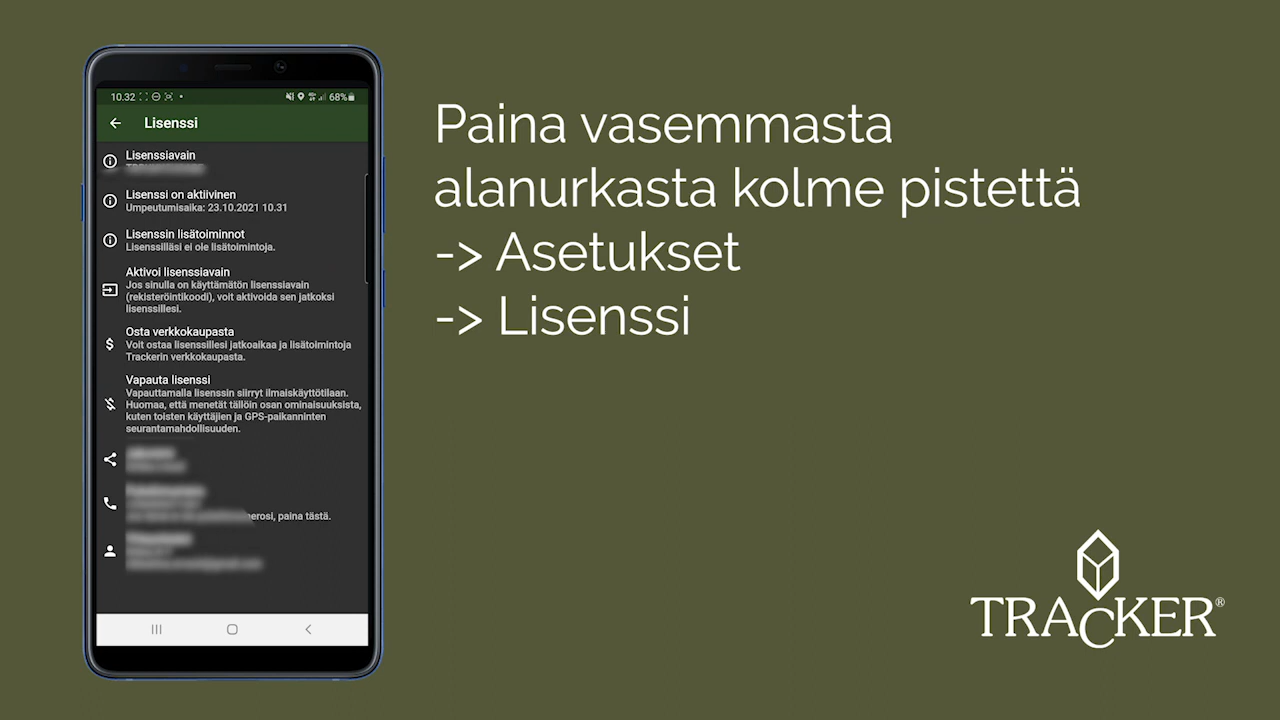 10.32
68%
Lisenssi
Lisenssiavain
Lisenssi on aktiivinen
Umpeutumisaika: 23.10.2021 10.31
Lisenssin lisätoiminnot
Lisenssilläsi ei ole lisätoimintoja.
Aktivoi lisenssiavain
Jos sinulla on käyttämätön lisenssiavain
(rekisteröintikoodi), voit aktivoida sen jatkoksi
lisenssillesi.
Osta verkkokaupasta
Voit ostaa lisenssillesi jatkoaikaa ja lisätoimintoja
Trackerin verkkokaupasta.
Vapauta lisenssi
Vapauttamalla lisenssin siirryt ilmaiskäyttötilaan.
Huomaa, että menetät tällöin osan ominaisuuksista,
kuten toisten käyttäjien ja GPS-paikanninten
seurantamahdollisuuden.
paina tästä.
Paina vasemmasta
alanurkasta kolme pistettä
-> Asetukset
-> Lisenssi
TRACKER®